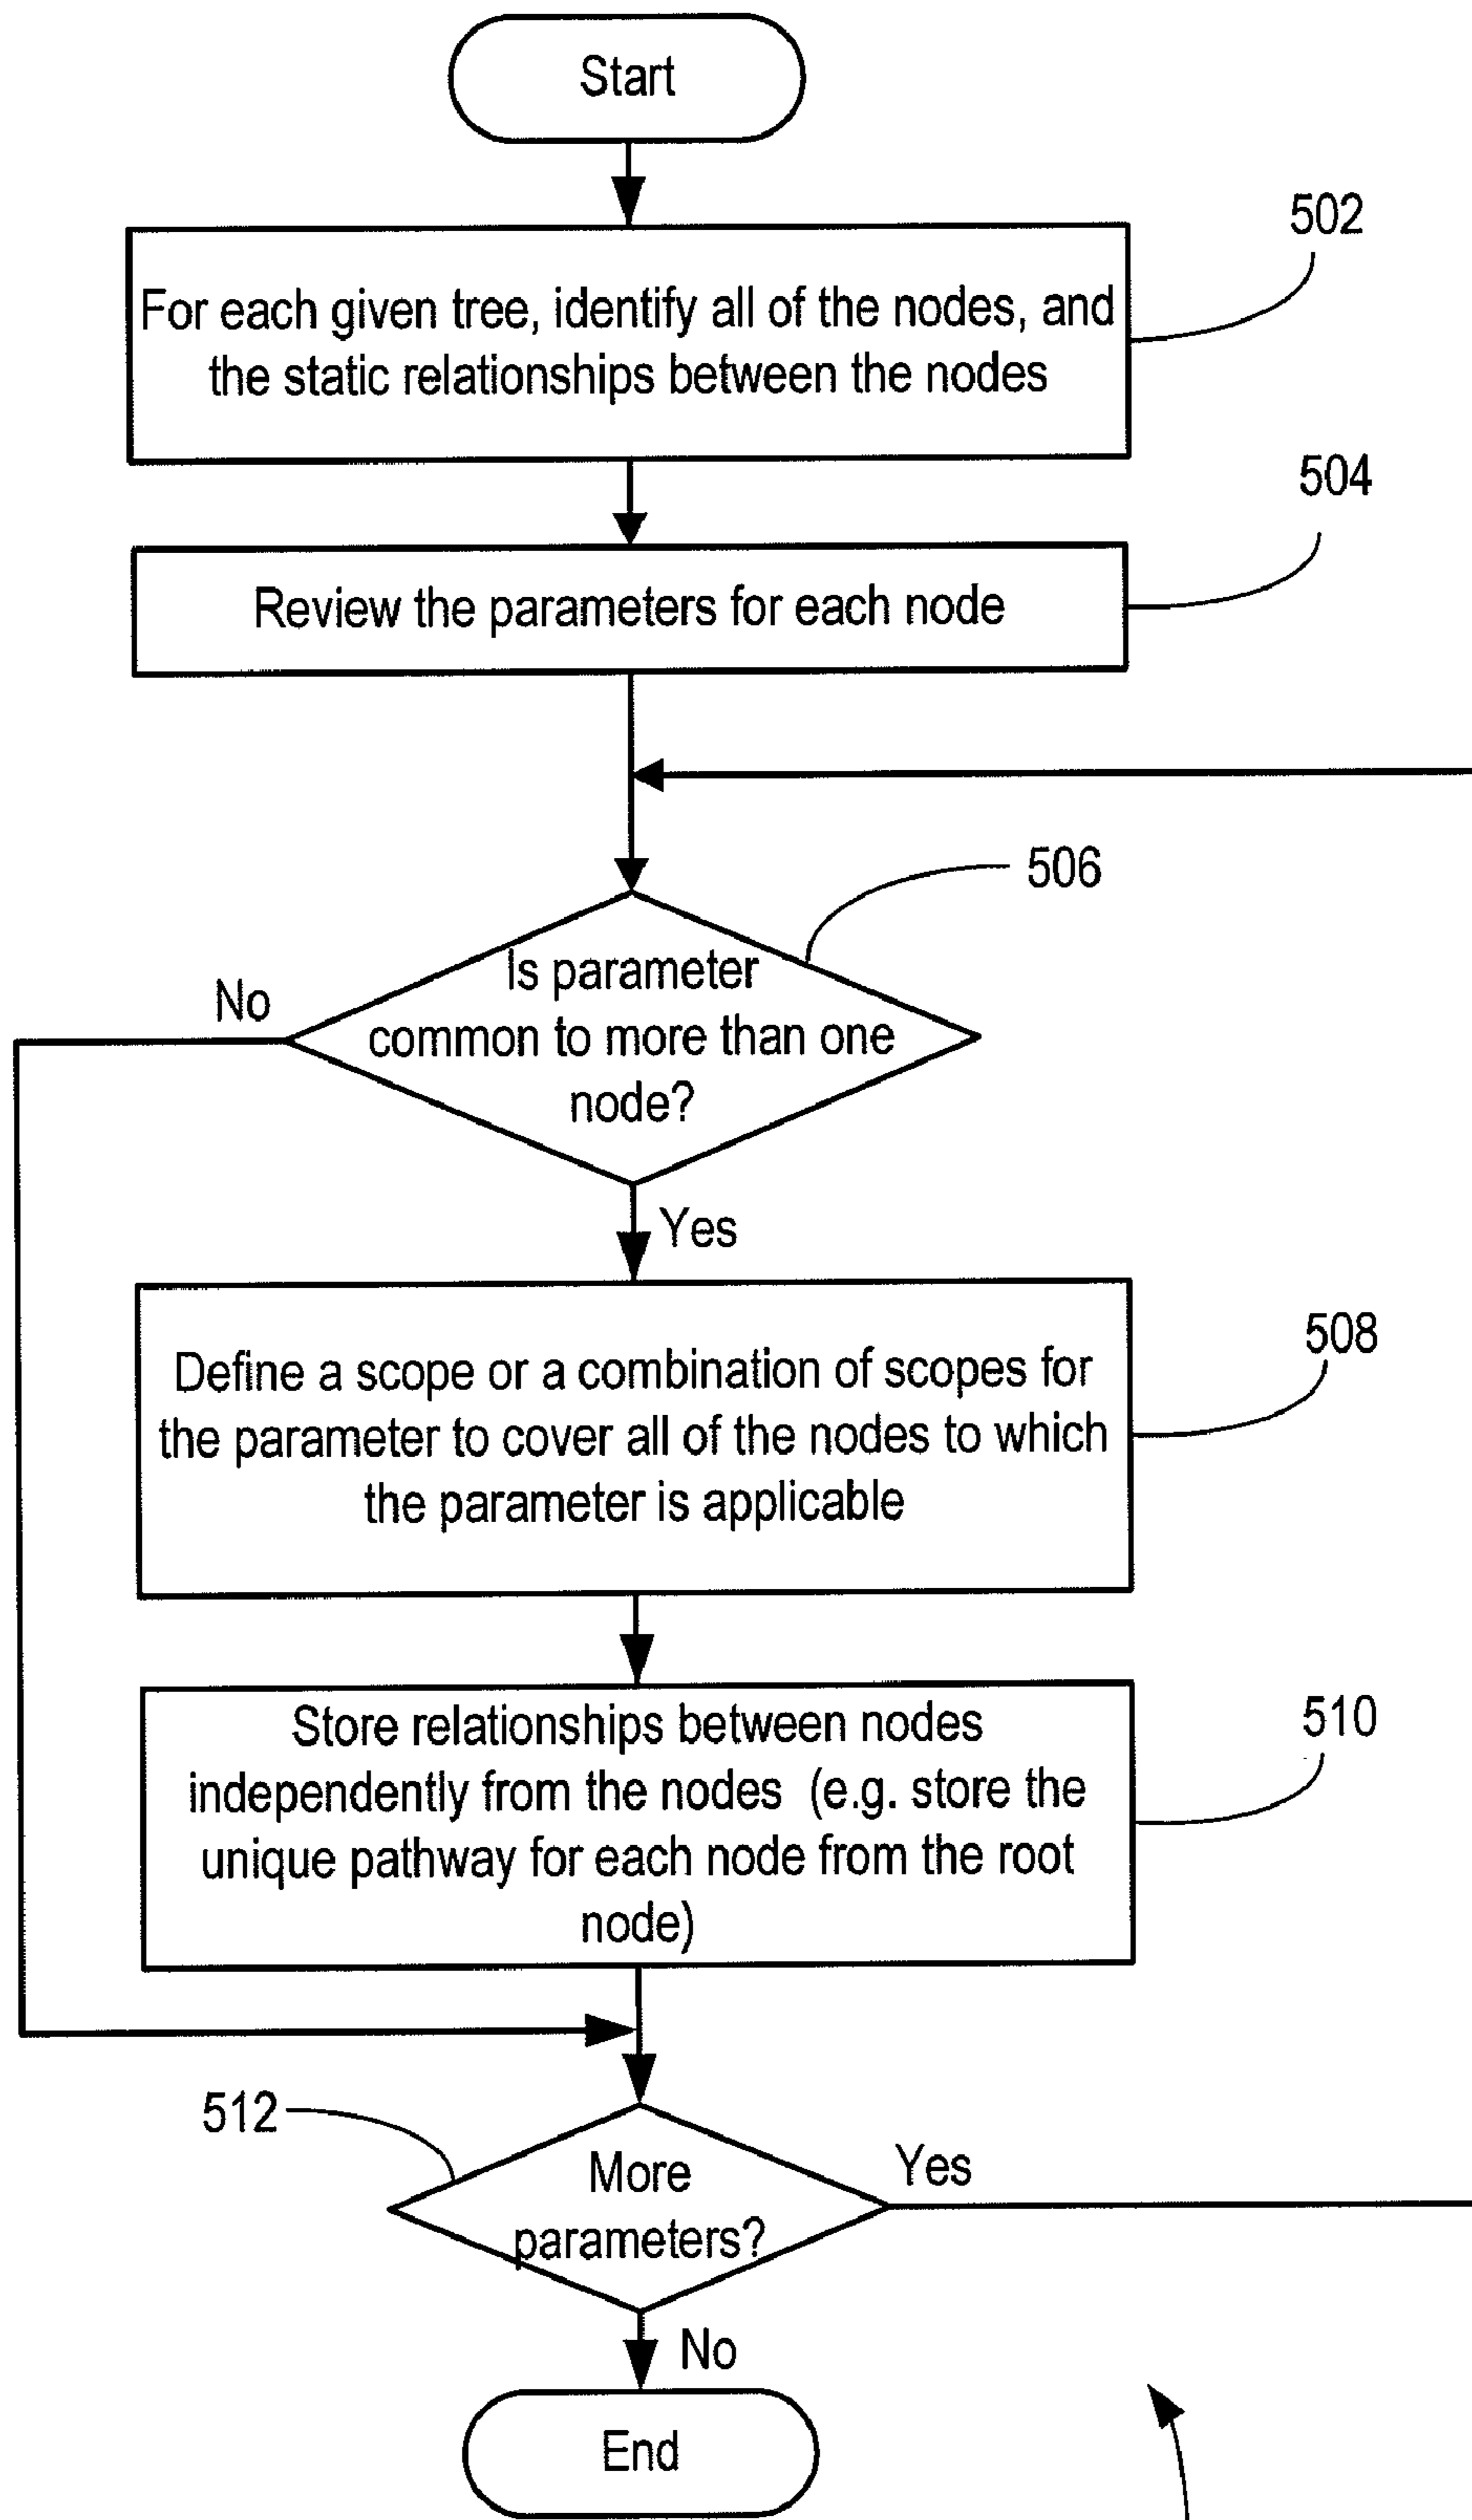 Start
502
For each given tree, identify all of the nodes, and
the static relationships between the nodes
504
Review the parameters for each node
506
No
Is parameter
common to more than one
node?
Yes
508
Define a scope or a combination of scopes for
the parameter to cover all of the nodes to which
the parameter is applicable
510
Store relationships between nodes
independently from the nodes (e.g. store the
unique pathway for each node from the root
node)
512
More
parameters?
Yes
No
End